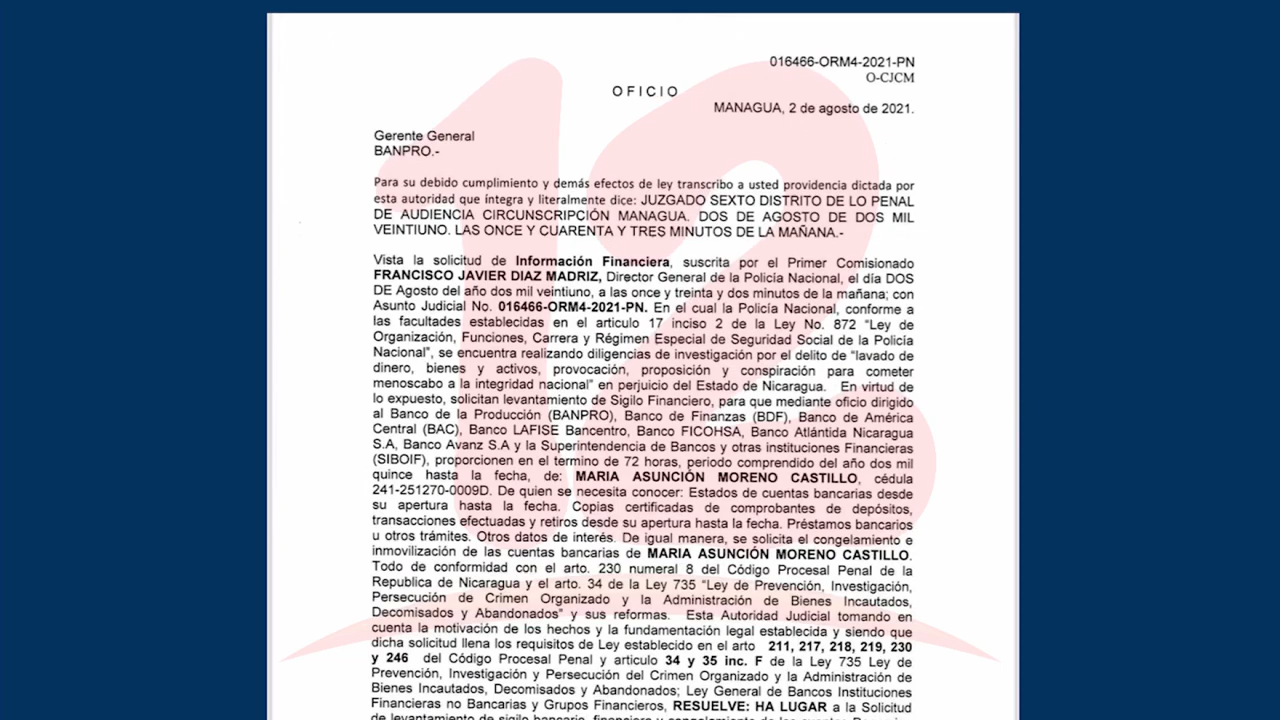 016466-ORM4-2021-PN
O-CJCM
OFICIO
MANAGUA, 2 de agosto de 2021.
Gerente General
BANPRO.-
Para su debido cumplimiento y demás efectos de ley transcribo a usted providencia dictada por
esta autoridad que íntegra y literalmente dice: JUZGADO SEXTO DISTRITO DE LO PENAL
DE AUDIENCIA CIRCUNSCRIPCIÓN MANAGUA. DOS DE AGOSTO DE DOS MIL
VEINTIUNO. LAS ONCE Y CUARENTA Y TRES MINUTOS DE LA MAÑANA.-
Vista la solicitud de Información Financiera, suscrita por el Primer Comisionado
FRANCISCO JAVIER DIAZ MADRIZ, Director General de la Policía Nacional, el día DOS
DE Agosto del año dos mil veintiuno, a las once y treinta y dos minutos de la mañana; con
Asunto Judicial No. 016466-ORM4-2021-PN. En el cual la Policía Nacional, conforme a
las facultades establecidas en el articulo 17 inciso 2 de la Ley No. 872 "Ley de
Organización, Funciones, Carrera y Régimen Especial de Seguridad Social de la Policía
Nacional", se encuentra realizando diligencias de investigación por el delito de "lavado de
dinero, bienes y activos, provocación, proposición y conspiración para cometer
menoscabo a la integridad nacional" en perjuicio del Estado de Nicaragua. En virtud de
lo expuesto, solicitan levantamiento de Sigilo Financiero, para que mediante oficio dirigido
al Banco de la Producción (BANPRO), Banco de Finanzas (BDF), Banco de América
Central (BAC), Banco LAFISE Bancentro, Banco FICOHSA, Banco Atlántida Nicaragua
S.A, Banco Avanz S.A y la Superintendencia de Bancos y otras instituciones Financieras
(SIBOIF), proporcionen en el termino de 72 horas, periodo comprendido del año dos mil
quince hasta la fecha, de: MARIA ASUNCIÓN MORENO CASTILLO, cédula
241-251270-0009D. De quien se necesita conocer: Estados de cuentas bancarias desde
su apertura hasta la fecha. Copias certificadas de comprobantes de depósitos,
transacciones efectuadas y retiros desde su apertura hasta la fecha. Préstamos bancarios
u otros trámites. Otros datos de interés. De igual manera, se solicita el congelamiento e
inmovilización de las cuentas bancarias de MARIA ASUNCIÓN MORENO CASTILLO.
Todo de conformidad con el arto. 230 numeral 8 del Código Procesal Penal de la
Republica de Nicaragua y el arto. 34 de la Ley 735 "Ley de Prevención, Investigación,
Persecución de Crimen Organizado y la Administración de Bienes Incautados,
Decomisados y Abandonados" y sus reformas. Esta Autoridad Judicial tomando en
cuenta la motivación de los hechos y la fundamentación legal establecida y siendo que
dicha solicitud llena los requisitos de Ley establecido en el arto 211, 217, 218, 219, 230
y 246 del Código Procesal Penal y articulo 34 y 35 inc. F de la Ley 735 Ley de
Prevención, Investigación y Persecución del Crimen Organizado y la Administración de
Bienes Incautados, Decomisados y Abandonados; Ley General de Bancos Instituciones
Financieras no Bancarias y Grupos Financieros, RESUELVE: HA LUGAR a la Solicitud
de levantamiento de sigilo bancario, financiero y congelamiento de las cuentas
12